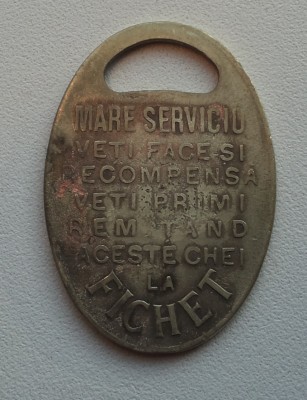 MARE SERVICIU
VETI FACE SI
RECOMPENSA
VETI PRIMI
REMITAND
ACESTE CHEI
LA
FICHET